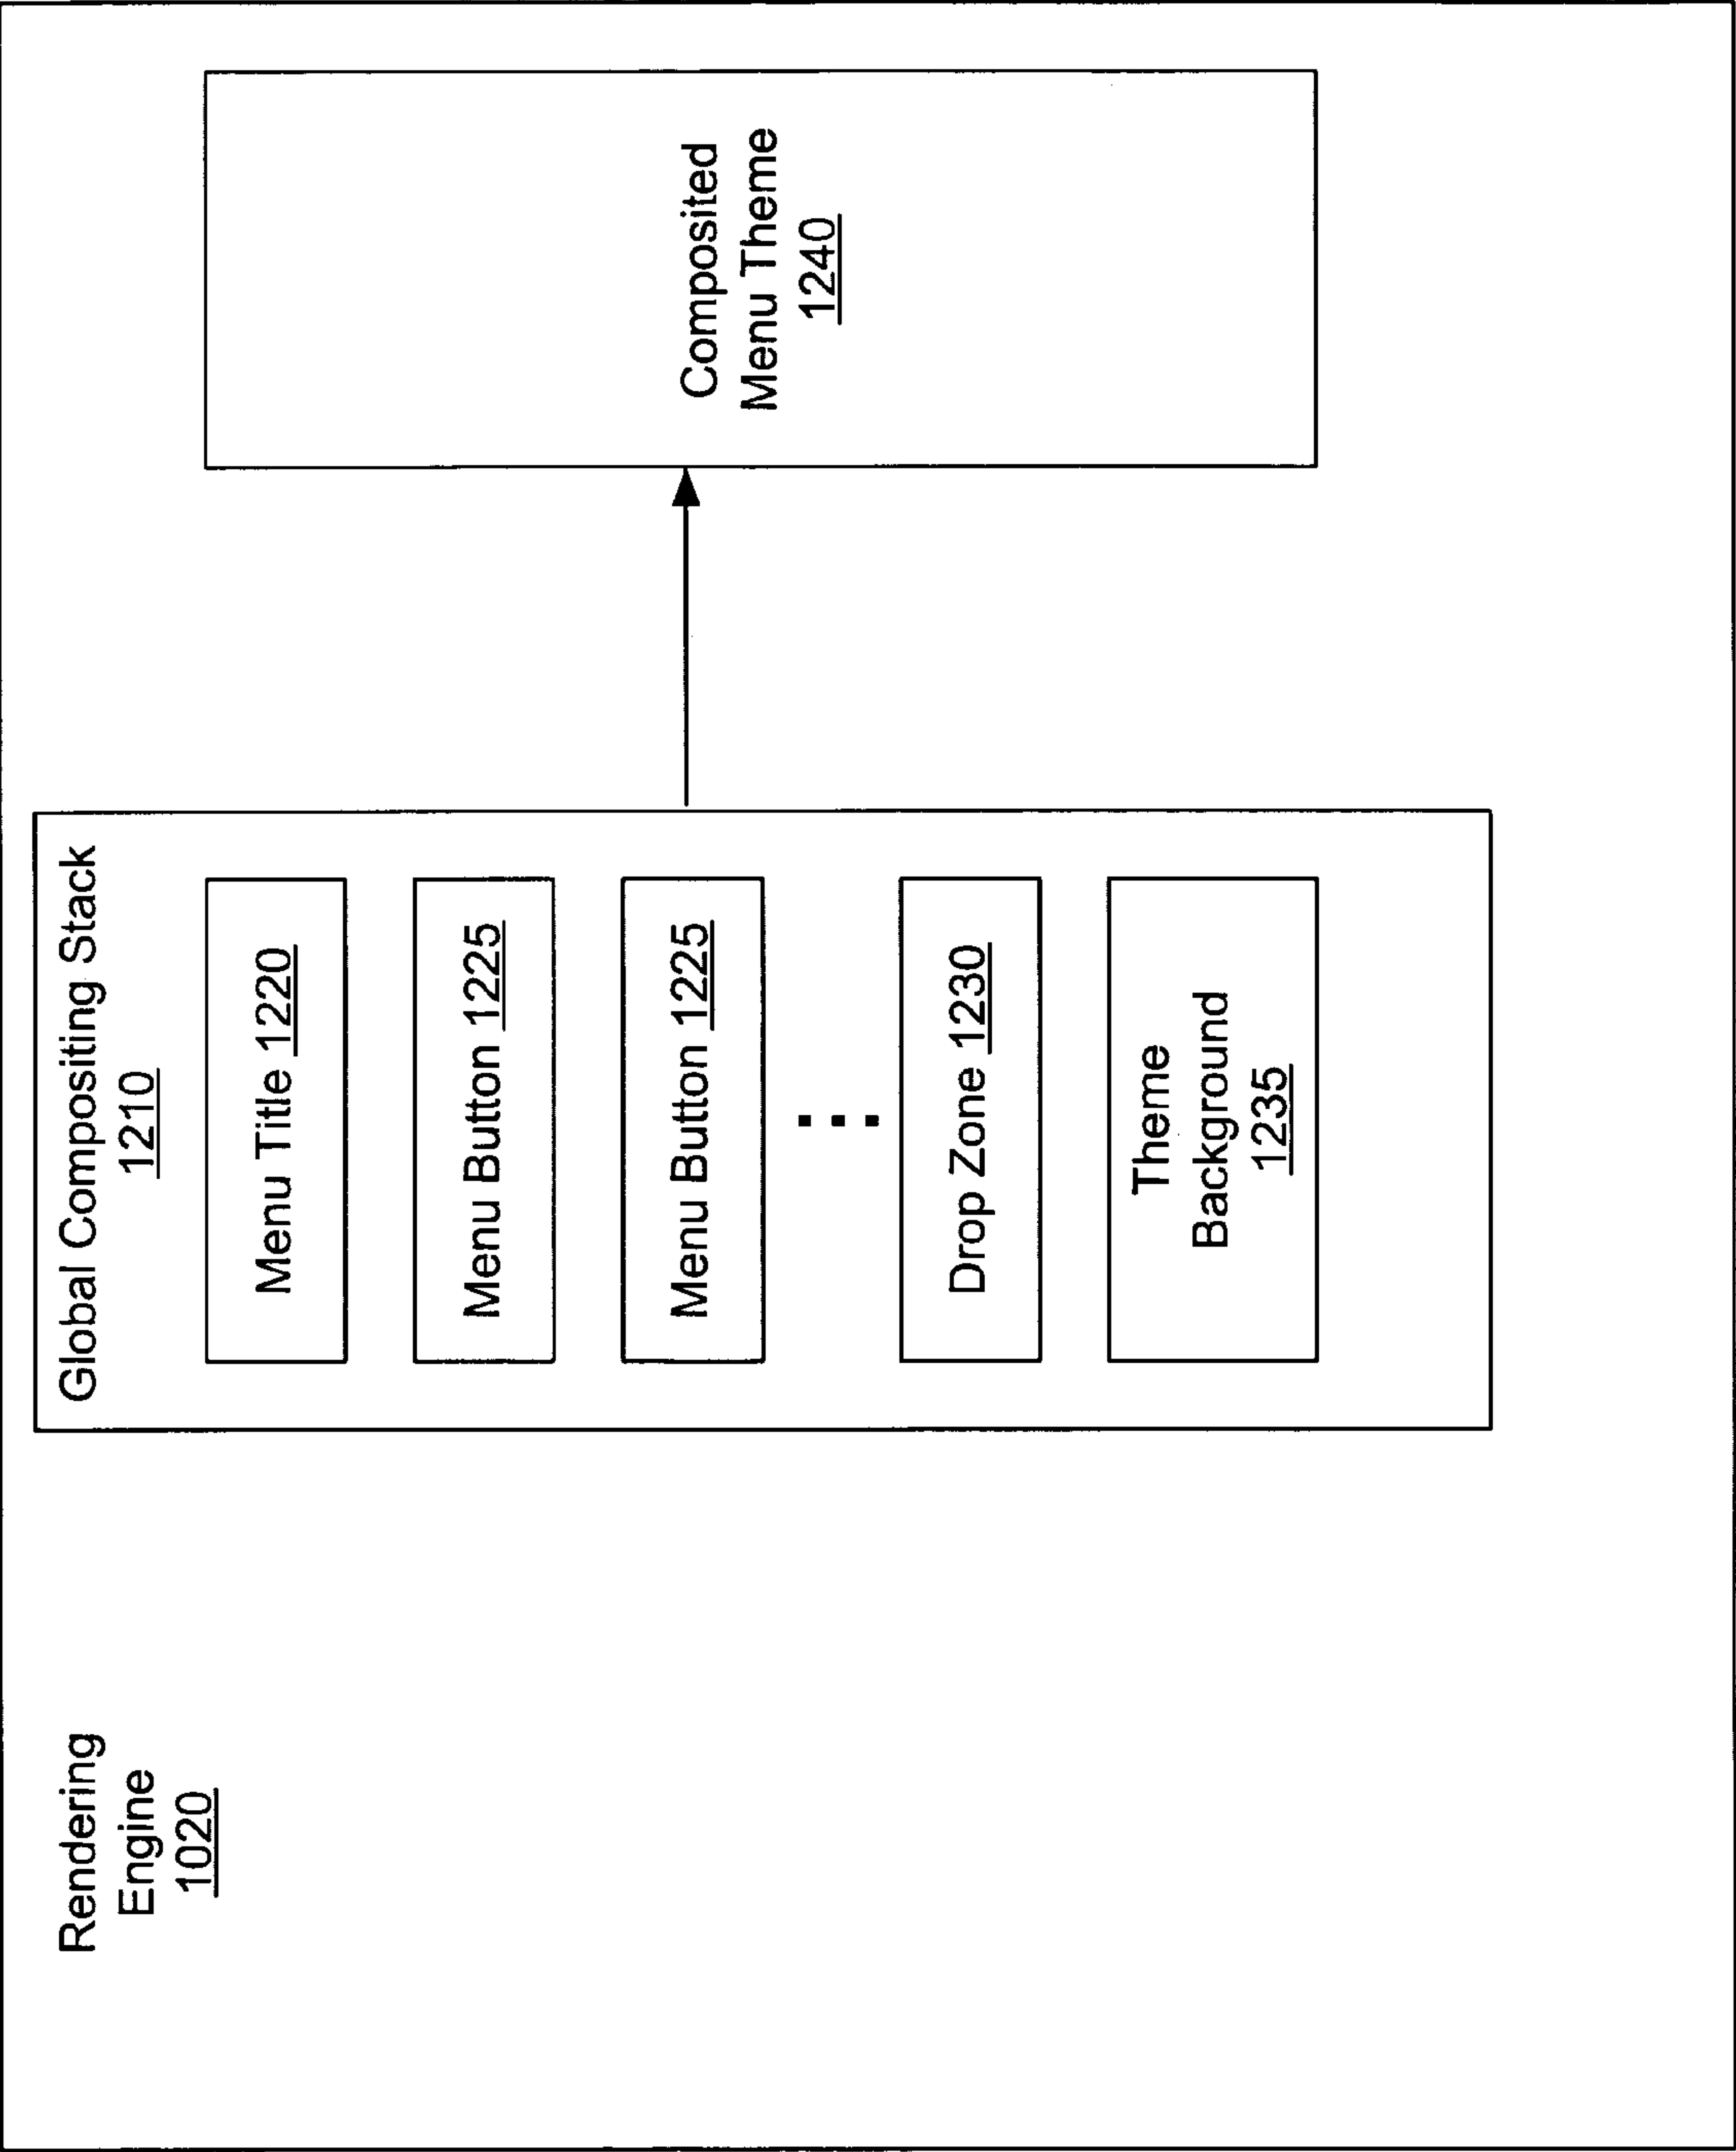 Rendering
Engine
1020
Global Compositing Stack
1210
Menu Title 1220
Menu Button 1225
Menu Button 1225
Drop Zone 1230
Theme
Background
1235
Composited
Menu Theme
1240